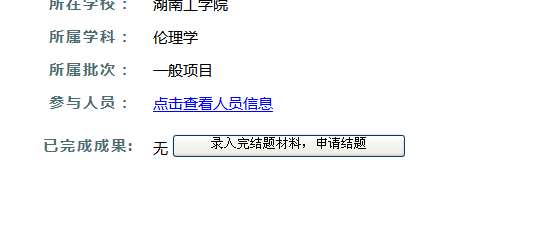 所在学校： 湖南工学院
所属学科： 伦理学
所属批次： 一般项目
参与人员： 点击查看人员信息
已完成成果: 无 录入完结题材料，申请结题